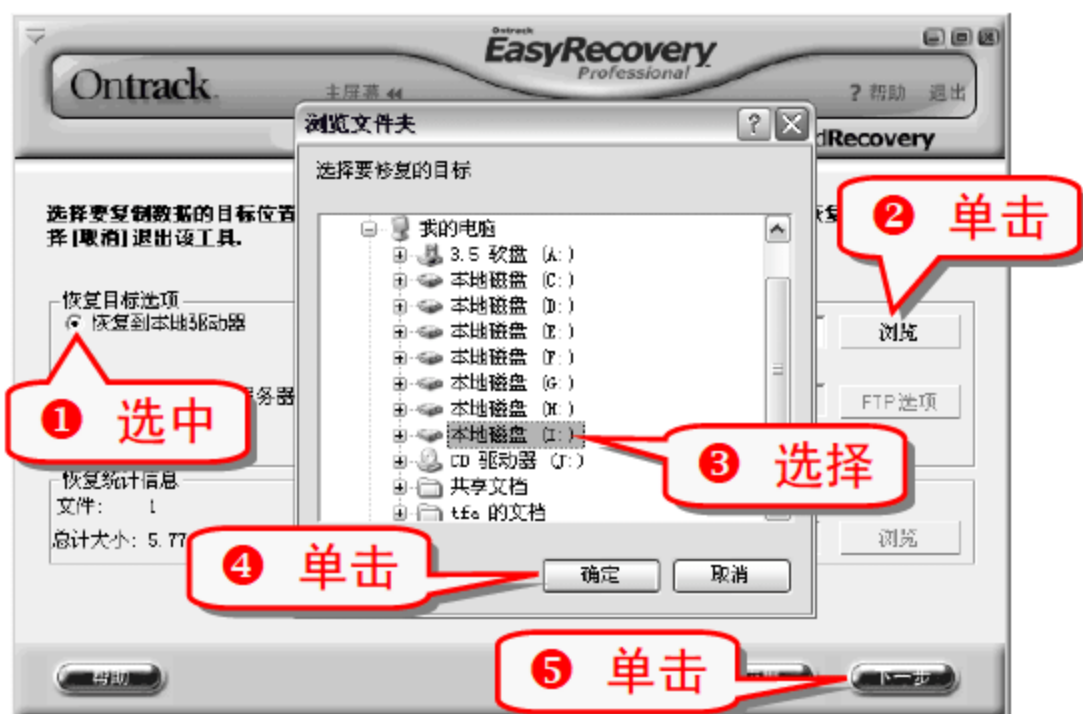 Ontrack
EasyRecovery
Professional
Ontrack
主屏幕
? 帮助 退出
dRecovery
浏览文件夹
选择要修复的目标
选择要复制数据的目标位置
择 [取消] 退出该工具.
❷ 单击
我的电脑
3.5 软盘 (A:)
本地磁盘 (C:)
本地磁盘 (D:)
本地磁盘 (E:)
本地磁盘 (F:)
本地磁盘 (G:)
本地磁盘 (H:)
本地磁盘 (I:)
CD 驱动器 (J:)
共享文档
tfa 的文档
恢复目标选项
恢复到本地驱动器
浏览
❶ 选中
务器
FTP选项
❸ 选择
恢复统计信息
文件: 1
总计大小: 5.77
浏览
❹ 单击
确定 取消
❺ 单击
帮助
下一步